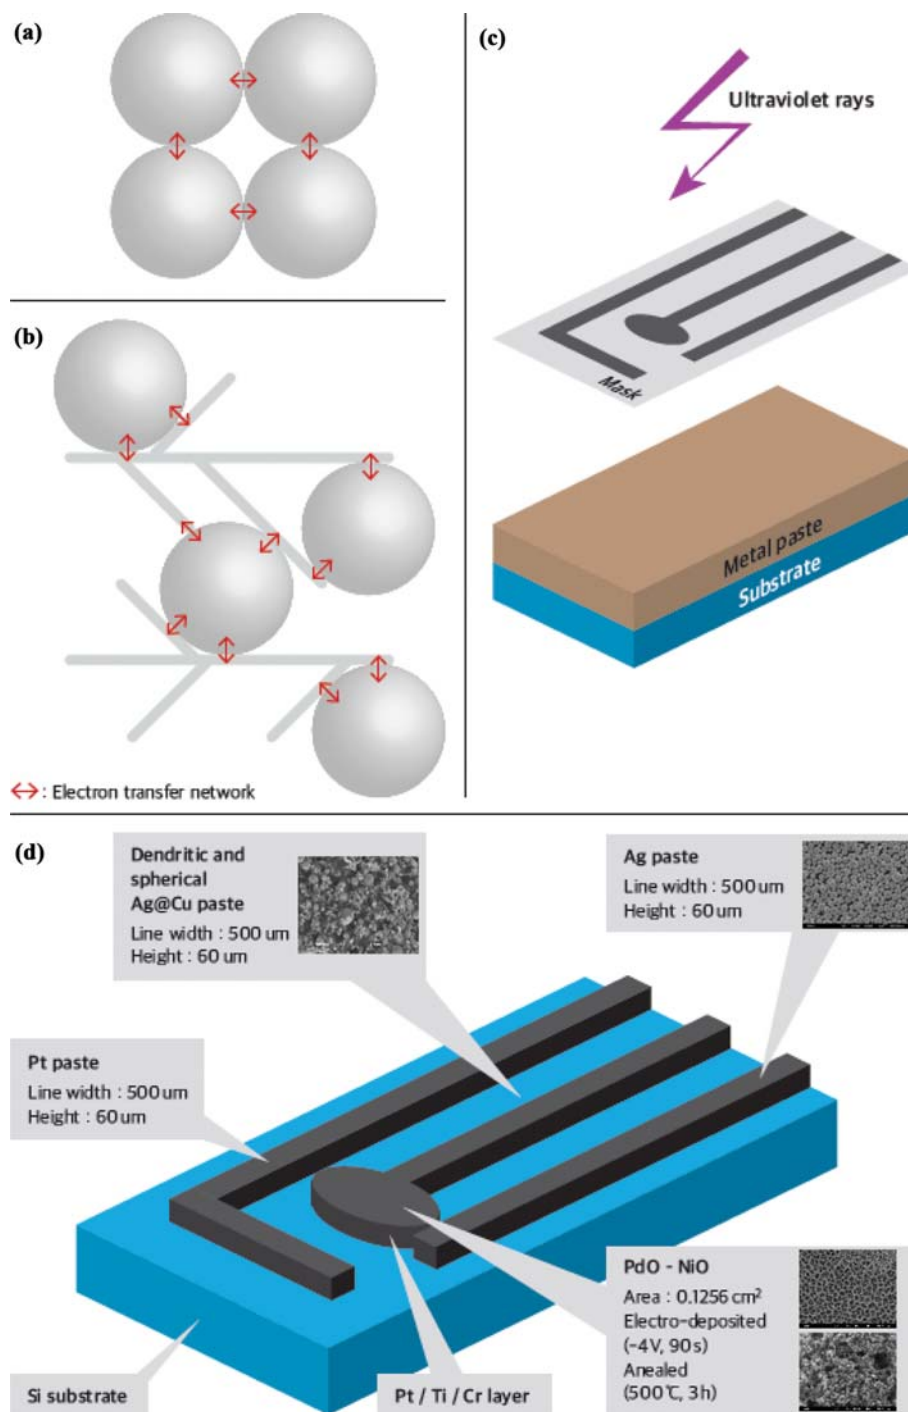 (a)
(b)
↔ : Electron transfer network
(c)
Ultraviolet rays
Mask
Metal paste
Substrate
(d)
Dendritic and
spherical
Ag@Cu paste
Line width : 500 um
Height : 60 um
Ag paste
Line width : 500 um
Height : 60 um
Pt paste
Line width : 500 um
Height : 60 um
PdO - NiO
Area : 0.1256 cm²
Electro-deposited
(-4V, 90 s)
Anealed
(500℃, 3 h)
Si substrate
Pt / Ti / Cr layer